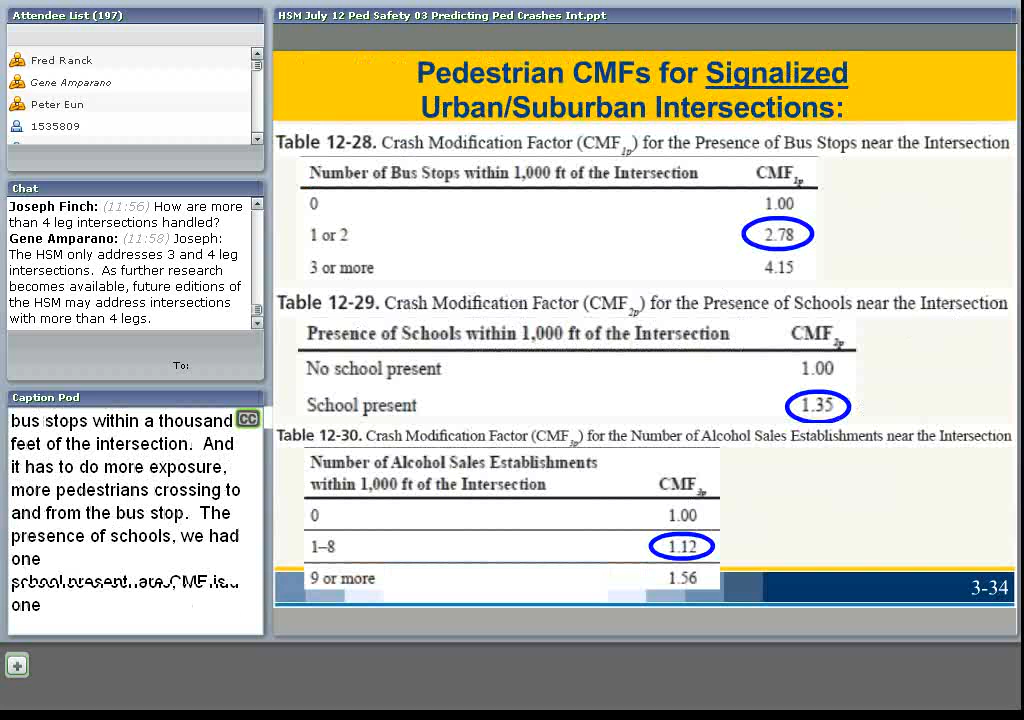 Attendee List (197)
Fred Ranck
Gene Amparano
Peter Eun
1535809
Chat
Joseph Finch: (11:56) How are more
than 4 leg intersections handled?
Gene Amparano: (11:58) Joseph:
The HSM only addresses 3 and 4 leg
intersections. As further research
becomes available, future editions of
the HSM may address intersections
with more than 4 legs.
To:
Caption Pod
bus stops within a thousand
CC
feet of the intersection. And
it has to do more exposure,
more pedestrians crossing to
and from the bus stop. The
presence of schools, we had
one
one
HSM July 12 Ped Safety 03 Predicting Ped Crashes Int.ppt
Pedestrian CMFs for Signalized
Urban/Suburban Intersections:
Table 12-28. Crash Modification Factor (CMF1p) for the Presence of Bus Stops near the Intersection
Number of Bus Stops within 1,000 ft of the Intersection CMF1p
0 1.00
1 or 2 2.78
3 or more 4.15
Table 12-29. Crash Modification Factor (CMF2p) for the Presence of Schools near the Intersection
Presence of Schools within 1,000 ft of the Intersection CMF2p
No school present 1.00
School present 1.35
Table 12-30. Crash Modification Factor (CMF3p) for the Number of Alcohol Sales Establishments near the Intersection
Number of Alcohol Sales Establishments
within 1,000 ft of the Intersection CMF3p
0 1.00
1–8 1.12
9 or more 1.56
3-34